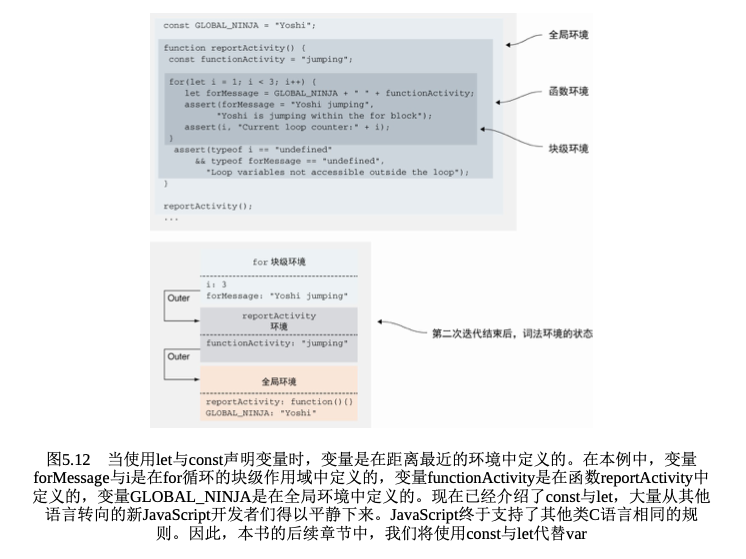 const GLOBAL_NINJA = "Yoshi";
全局环境
function reportActivity() {
const functionActivity = "jumping";
for(let i = 1; i < 3; i++) {
函数环境
let forMessage = GLOBAL_NINJA + " " + functionActivity;
assert(forMessage = "Yoshi jumping",
"Yoshi is jumping within the for block");
assert(i, "Current loop counter:" + i);
}
块级环境
assert(typeof i == "undefined"
&& typeof forMessage == "undefined",
"Loop variables not accessible outside the loop");
}
reportActivity();
...
for 块级环境
i: 3
forMessage: "Yoshi jumping"
Outer
reportActivity
环境
第二次迭代结束后，词法环境的状态
functionActivity: "jumping"
Outer
全局环境
reportActivity: function(){}
GLOBAL_NINJA: "Yoshi"
图5.12 当使用let与const声明变量时，变量是在距离最近的环境中定义的。在本例中，变量
forMessage与i是在for循环的块级作用域中定义的，变量functionActivity是在函数reportActivity中
定义的，变量GLOBAL_NINJA是在全局环境中定义的。现在已经介绍了const与let，大量从其他
语言转向的新JavaScript开发者们得以平静下来。JavaScript终于支持了其他类C语言相同的规
则。因此，本书的后续章节中，我们将使用const与let代替var